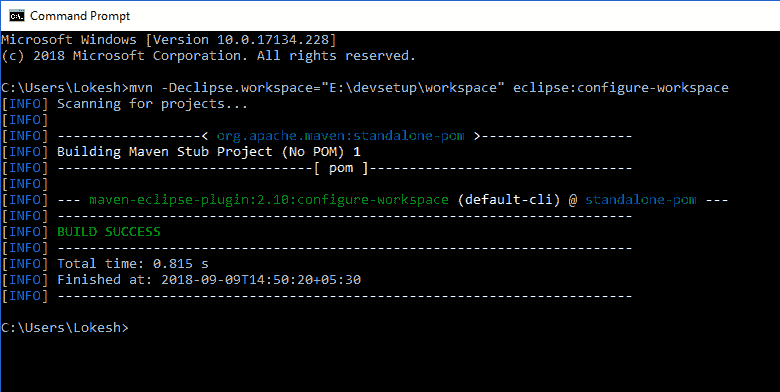 Command Prompt
Microsoft Windows [Version 10.0.17134.228]
(c) 2018 Microsoft Corporation. All rights reserved.
C:\Users\Lokesh>mvn -Declipse.workspace="E:\devsetup\workspace" eclipse:configure-workspace
[INFO] Scanning for projects...
[INFO]
[INFO] ------------------< org.apache.maven:standalone-pom >-------------------
[INFO] Building Maven Stub Project (No POM) 1
[INFO] --------------------------------[ pom ]---------------------------------
[INFO]
[INFO] --- maven-eclipse-plugin:2.10:configure-workspace (default-cli) @ standalone-pom ---
[INFO] ------------------------------------------------------------------------
[INFO] BUILD SUCCESS
[INFO] ------------------------------------------------------------------------
[INFO] Total time: 0.815 s
[INFO] Finished at: 2018-09-09T14:50:20+05:30
[INFO] ------------------------------------------------------------------------
C:\Users\Lokesh>